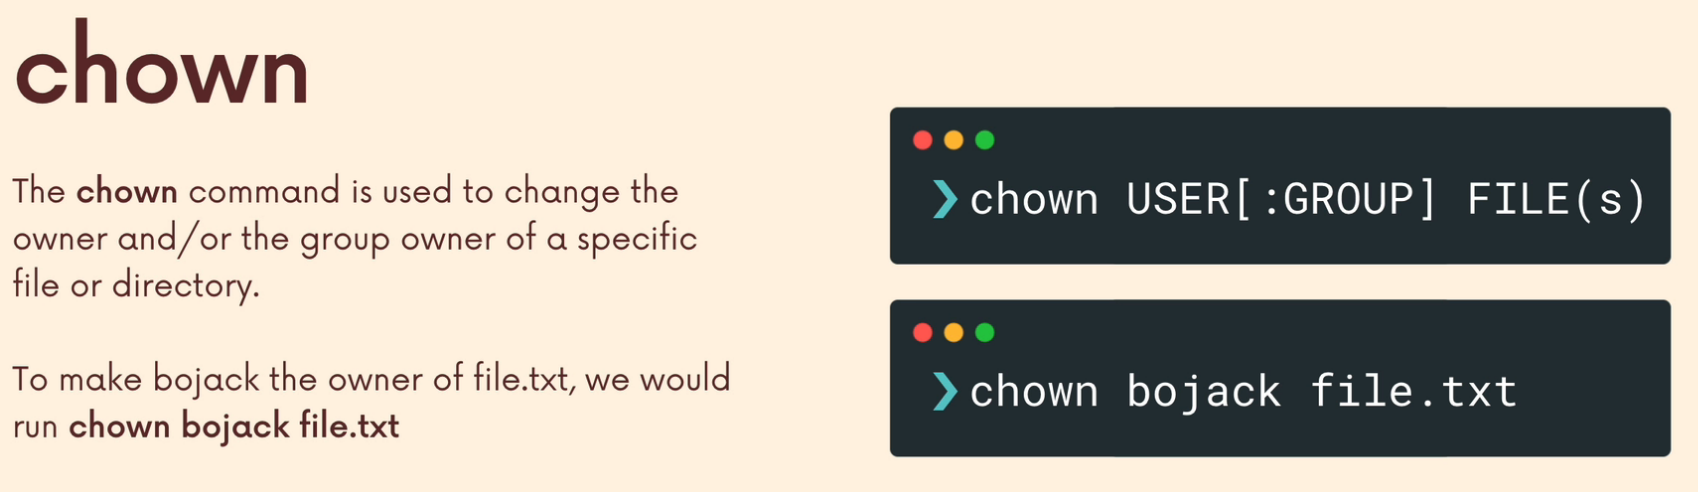 chown
The chown command is used to change the
owner and/or the group owner of a specific
file or directory.
To make bojack the owner of file.txt, we would
run chown bojack file.txt
❯ chown USER[:GROUP] FILE(s)
❯ chown bojack file.txt